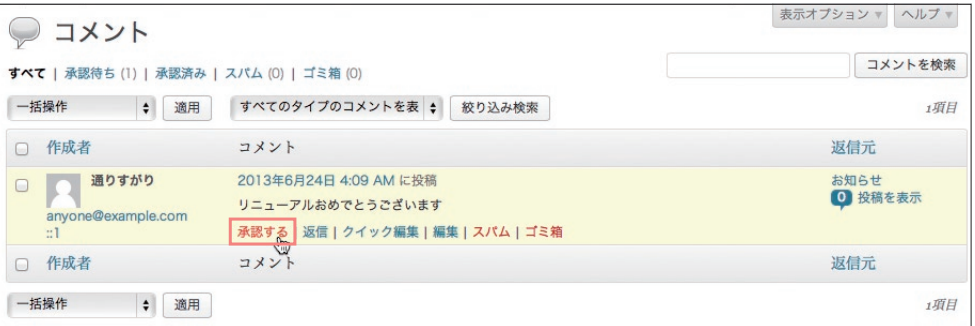 表示オプション ヘルプ
コメント
すべて | 承認待ち (1) | 承認済み | スパム (0) | ゴミ箱 (0)
コメントを検索
一括操作 適用 すべてのタイプのコメントを表 絞り込み検索 1項目
作成者 コメント 返信元
通りすがり 2013年6月24日 4:09 AM に投稿 お知らせ
リニューアルおめでとうございます 0 投稿を表示
anyone@example.com
::1 承認する 返信 | クイック編集 | 編集 | スパム | ゴミ箱
作成者 コメント 返信元
一括操作 適用 1項目